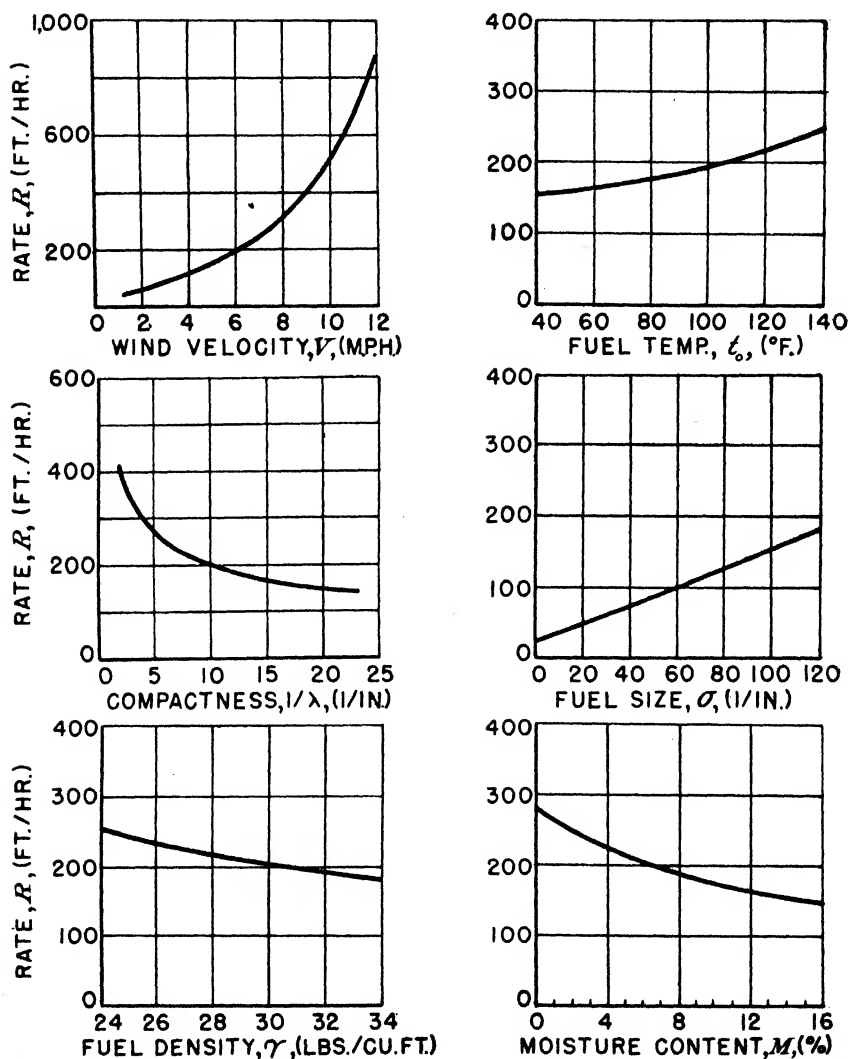 1,000
600
200
RATE, R, (FT./HR.)
0 2 4 6 8 10 12
WIND VELOCITY, V, (M.P.H.)
400
300
200
100
0
40 60 80 100 120 140
FUEL TEMP., t₀, (°F.)
600
400
200
0
RATE, R, (FT./HR.)
0 5 10 15 20 25
COMPACTNESS, 1/λ, (1/IN.)
400
300
200
100
0
0 20 40 60 80 100 120
FUEL SIZE, σ, (1/IN.)
400
300
200
100
0
RATE, R, (FT./HR.)
24 26 28 30 32 34
FUEL DENSITY, γ, (LBS./CU.FT.)
400
300
200
100
0
0 4 8 12 16
MOISTURE CONTENT, M, (%)